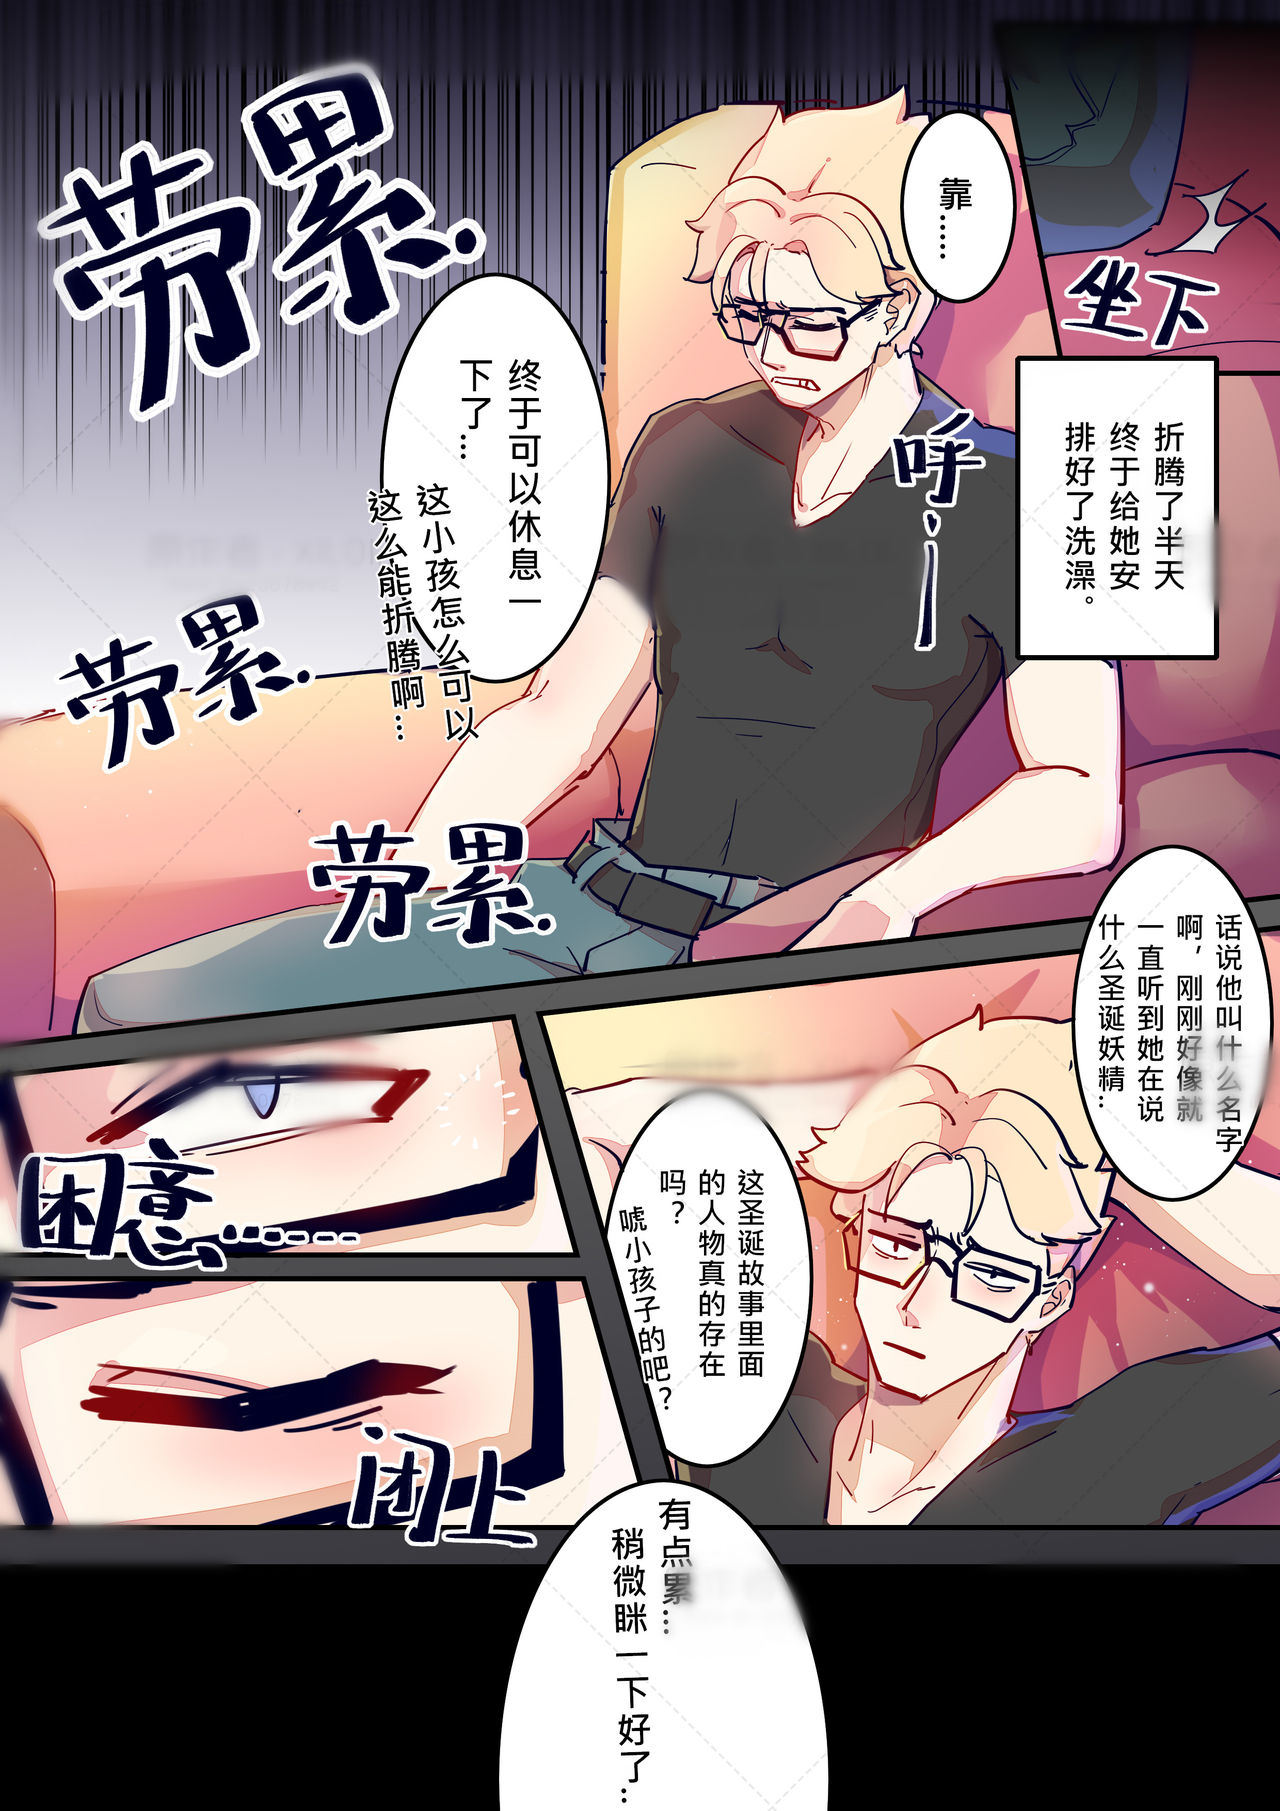 坐下
折腾了半天
终于给她安
排好了洗澡。
靠……
呼
终于可以休息一
下了…
这小孩怎么可以
这么能折腾啊…
劳累.
劳累.
劳累.
话说他叫什么名字
啊，刚刚好像就
一直听到她在说
什么圣诞妖精…
这圣诞故事里面
的人物真的存在
吗？
唬小孩子的吧？
困意……
闭上
有点累…
稍微眯一下好了…